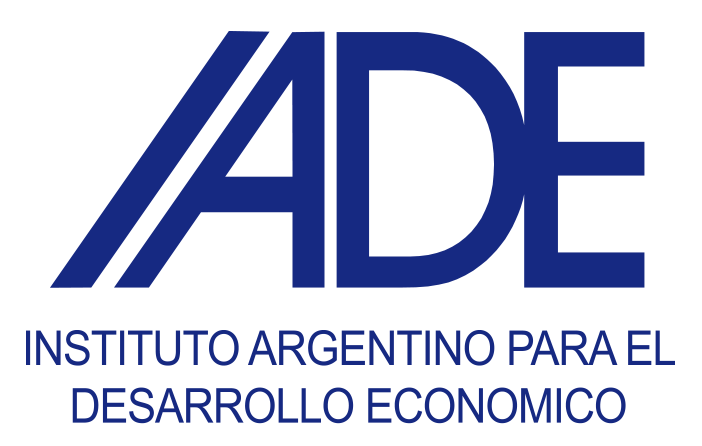 IADE
INSTITUTO ARGENTINO PARA EL
DESARROLLO ECONOMICO